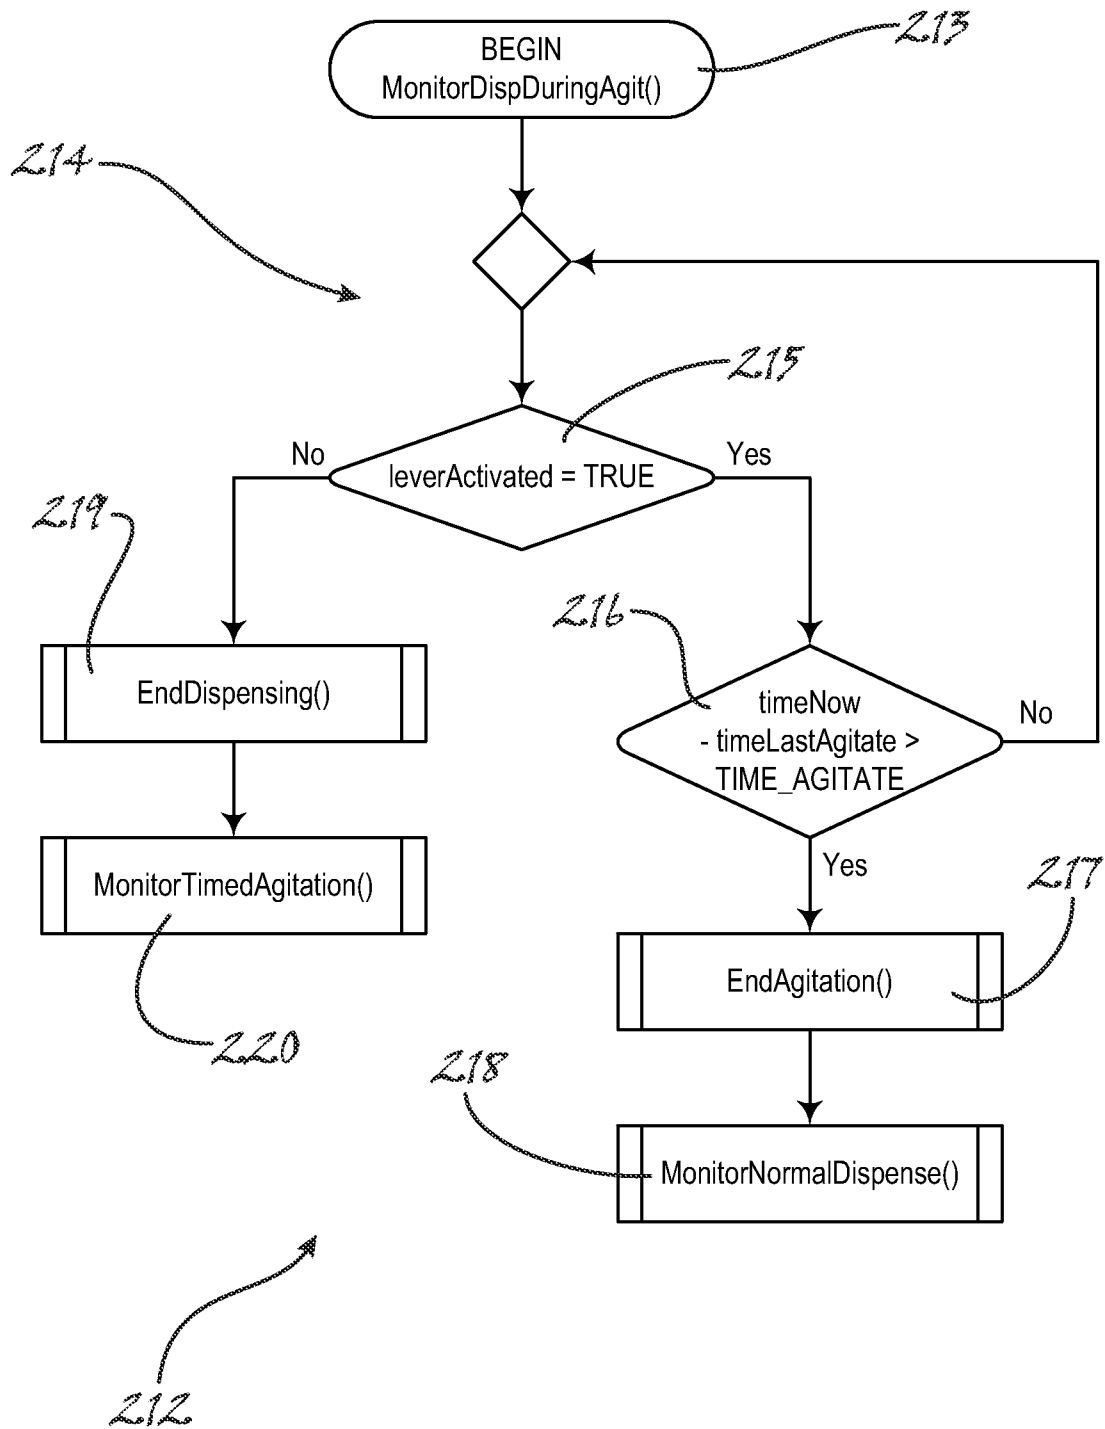 213
BEGIN
MonitorDispDuringAgit()
214
215
No
leverActivated = TRUE
Yes
219
216
EndDispensing()
timeNow
- timeLastAgitate >
TIME_AGITATE
No
MonitorTimedAgitation()
Yes
217
EndAgitation()
220
218
MonitorNormalDispense()
212